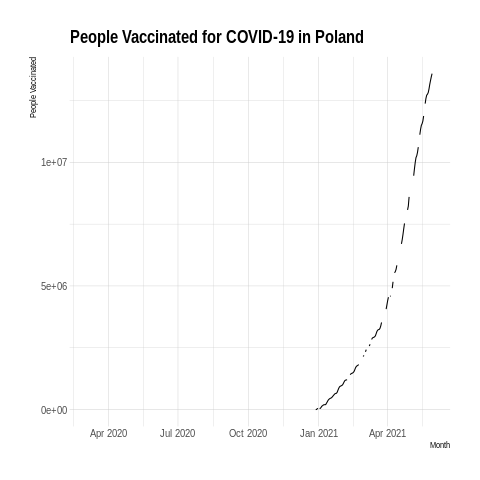 People Vaccinated for COVID-19 in Poland
People Vaccinated
1e+07
5e+06
0e+00
Apr 2020 Jul 2020 Oct 2020 Jan 2021 Apr 2021
Month